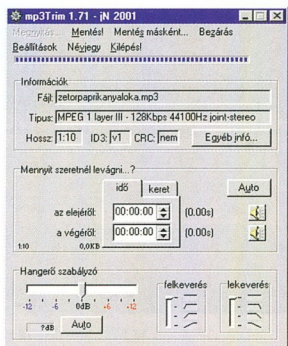 mp3Trim 1.71 - jN 2001
Megnyitás... Mentés! Mentés másként... Bezárás
Beállítások Névjegy Kilépés!
Információk
Fájl: zetorpaprikanyaloka.mp3
Tipus: MPEG 1 layer III - 128Kbps 44100Hz joint-stereo
Hossz: 1:10 ID3: v1 CRC: nem Egyéb infó...
Mennyit szeretnél levágni...?
idő keret Auto
az elejéről: 00:00:00 (0.00s)
a végéről: 00:00:00 (0.00s)
1:10 0,0KB
Hangerő szabályzó
felkeverés lekeverés
-12 -6 0dB +6 +12
?dB Auto